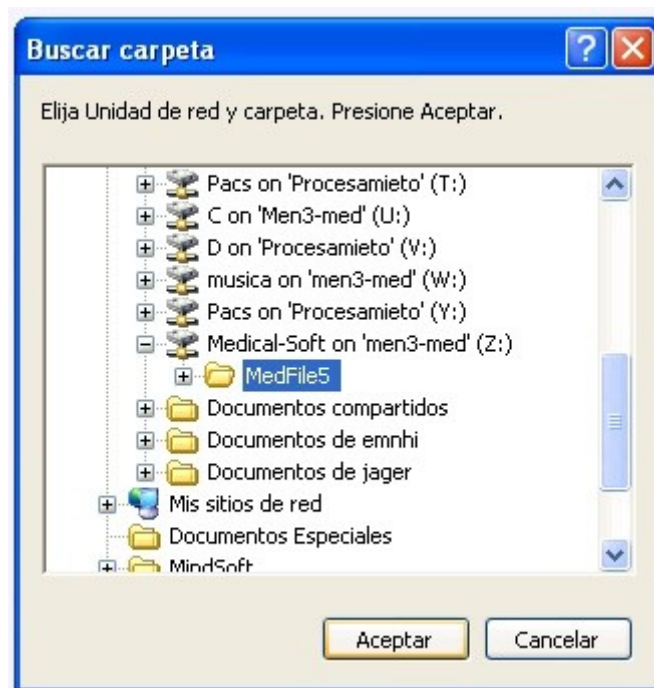 Buscar carpeta
Elija Unidad de red y carpeta. Presione Aceptar.
Pacs on 'Procesamieto' (T:)
C on 'Men3-med' (U:)
D on 'Procesamieto' (V:)
musica on 'men3-med' (W:)
Pacs on 'Procesamieto' (Y:)
Medical-Soft on 'men3-med' (Z:)
MedFile5
Documentos compartidos
Documentos de emnhi
Documentos de jager
Mis sitios de red
Documentos Especiales
MindSoft
Aceptar Cancelar